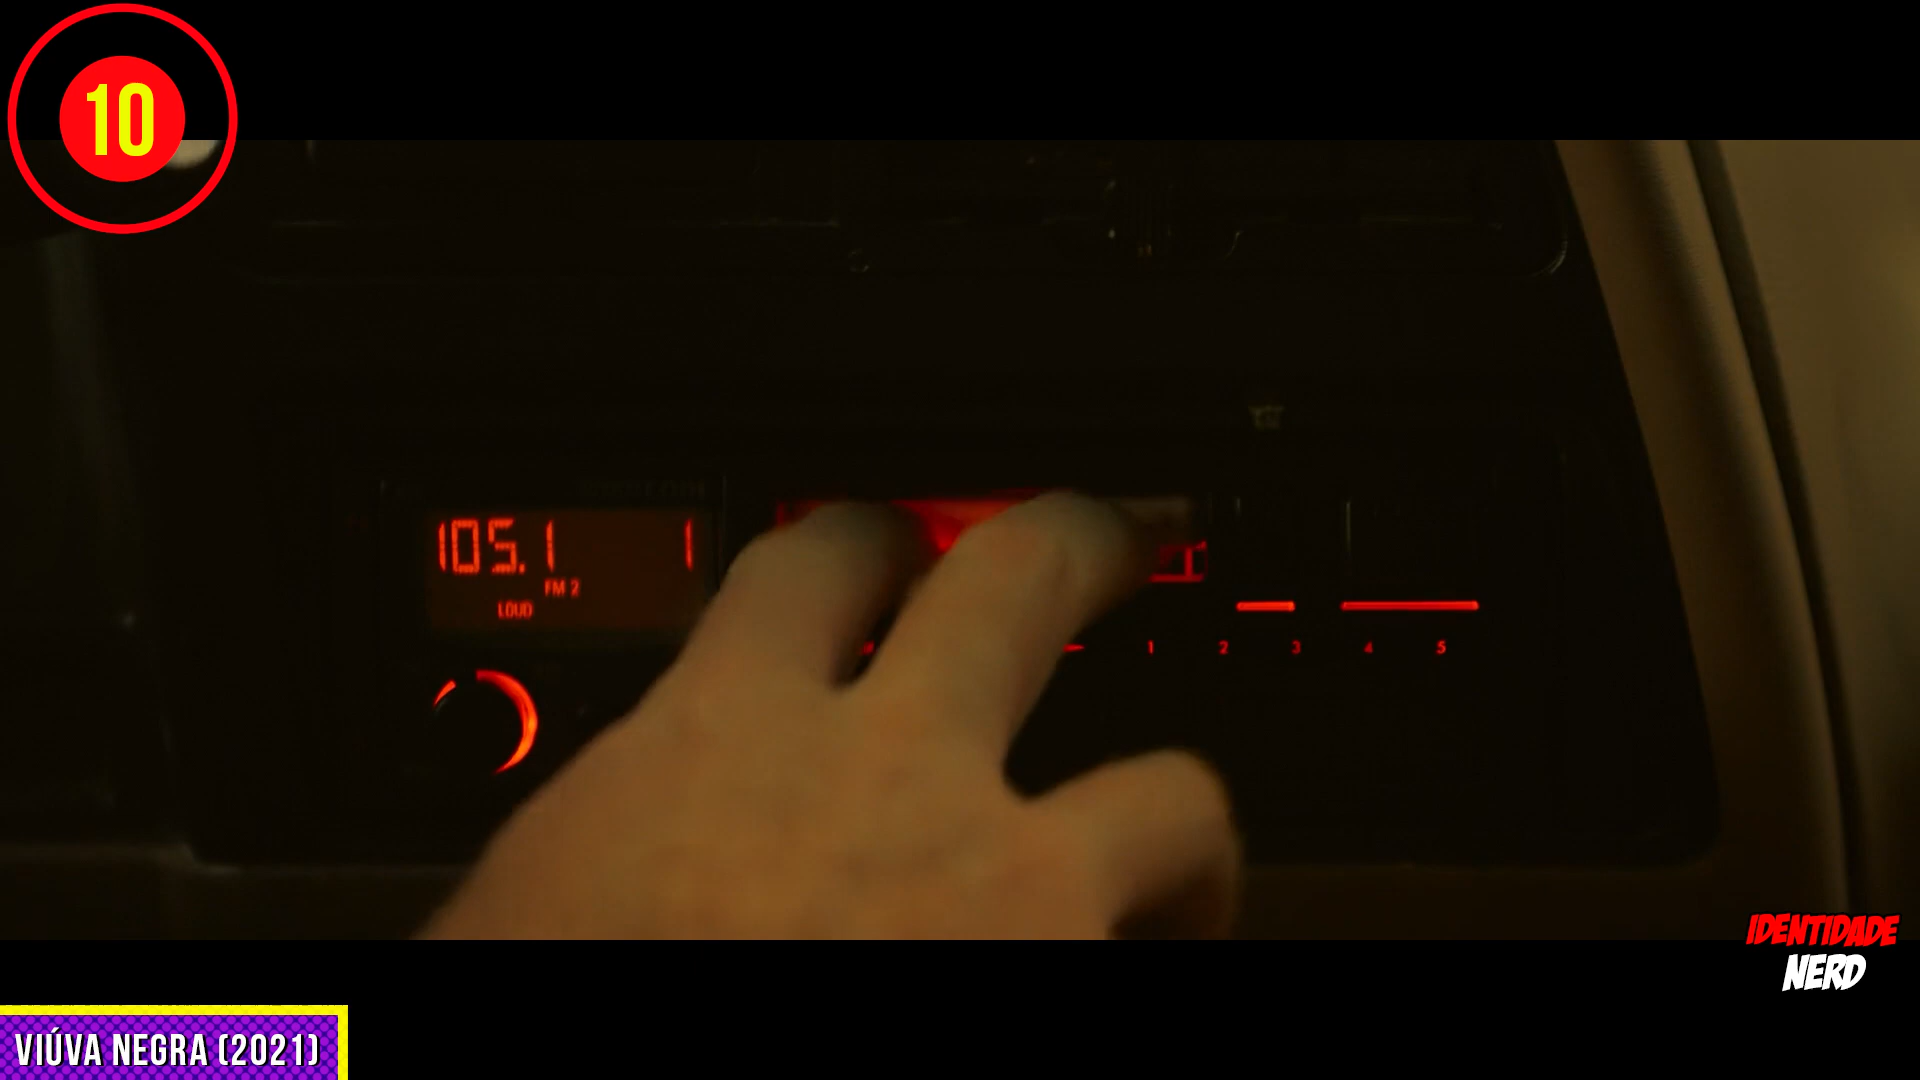 10
105.1 1
FM 2
LOUD
1 2 3 4 5
IDENTIDADE
NERD
VIÚVA NEGRA (2021)